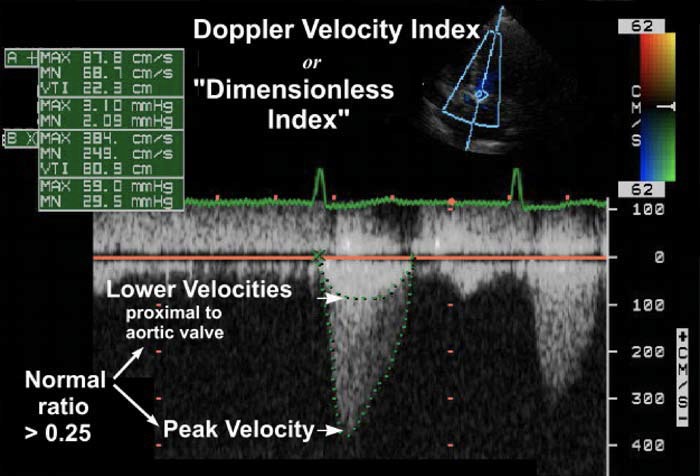 Doppler Velocity Index
or
"Dimensionless
Index"
A + MAX 87.8 cm/s
MN 68.7 cm/s
VTI 22.3 cm
MAX 3.10 mmHg
MN 2.09 mmHg
B X MAX 384. cm/s
MN 249. cm/s
VTI 80.9 cm
MAX 59.0 mmHg
MN 29.5 mmHg
62
CM/S
62
100
0
100
200
300
400
+CM/S-
Lower Velocities
proximal to
aortic valve
Normal
ratio
> 0.25
Peak Velocity